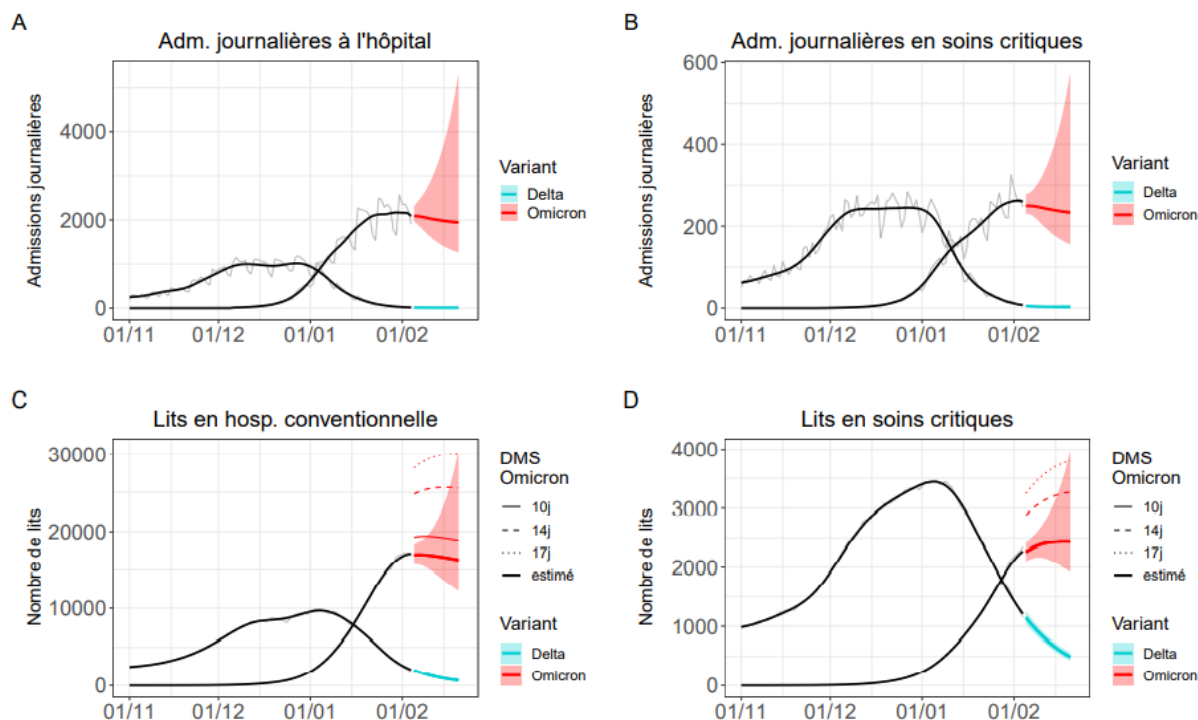 A
Adm. journalières à l'hôpital
Admissions journalières
4000
2000
0
01/11
01/12
01/01
01/02
Variant
Delta
Omicron
B
Adm. journalières en soins critiques
Admissions journalières
600
400
200
0
01/11
01/12
01/01
01/02
Variant
Delta
Omicron
C
Lits en hosp. conventionnelle
Nombre de lits
30000
20000
10000
0
01/11
01/12
01/01
01/02
DMS
Omicron
10j
14j
17j
estimé
Variant
Delta
Omicron
D
Lits en soins critiques
Nombre de lits
4000
3000
2000
1000
0
01/11
01/12
01/01
01/02
DMS
Omicron
10j
14j
17j
estimé
Variant
Delta
Omicron